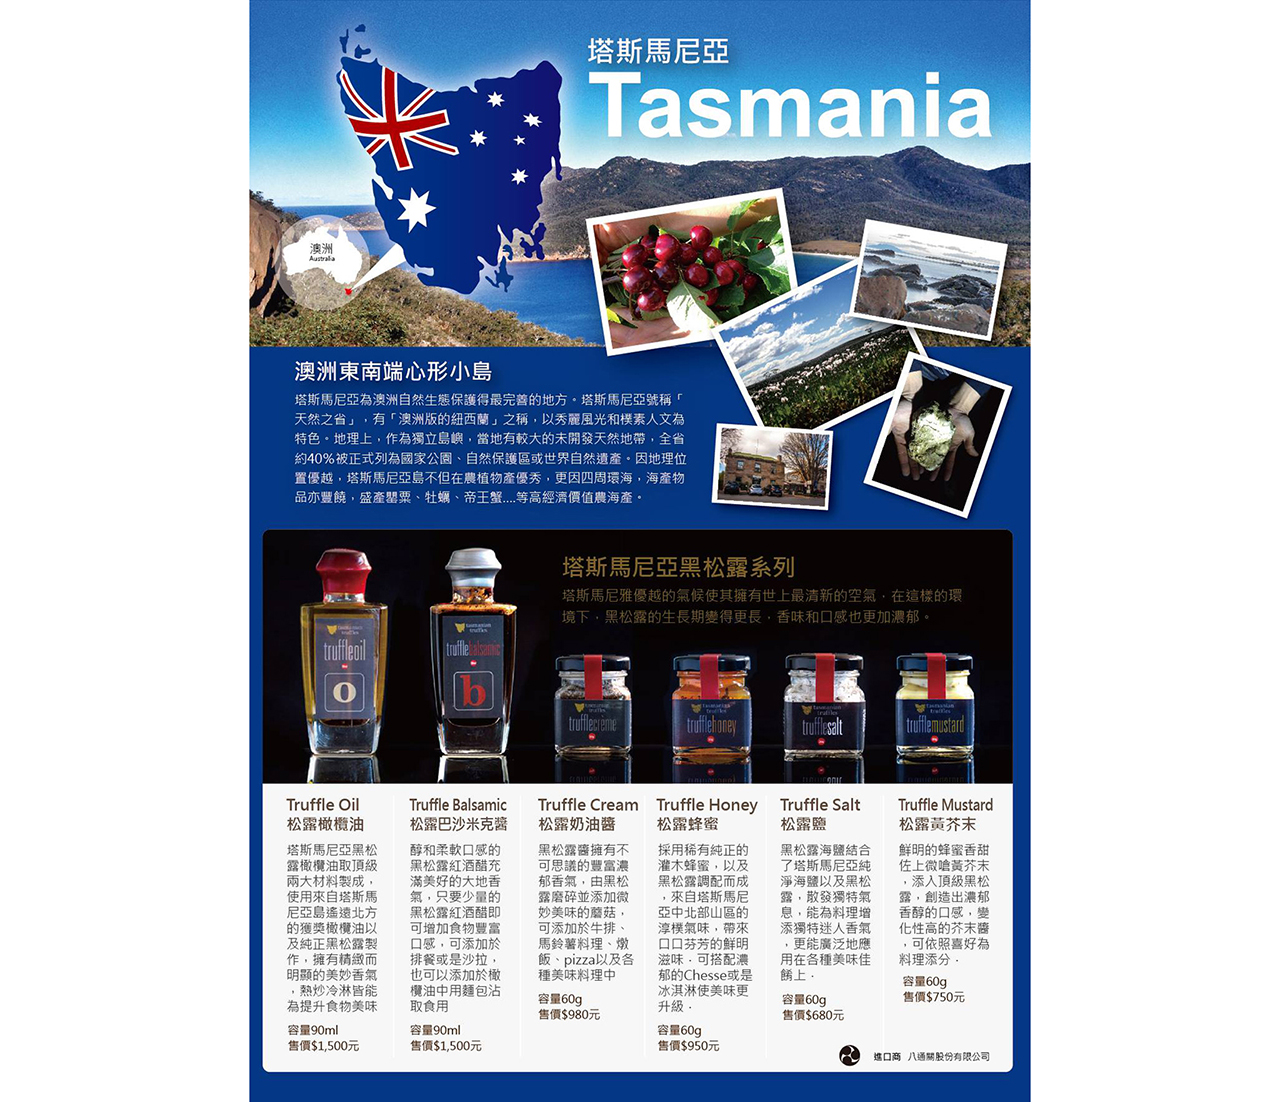 塔斯馬尼亞
Tasmania
澳洲
Australia
澳洲東南端心形小島
塔斯馬尼亞為澳洲自然生態保護得最完善的地方。塔斯馬尼亞號稱「
天然之省」，有「澳洲版的紐西蘭」之稱，以秀麗風光和樸素人文為
特色。地理上，作為獨立島嶼，當地有較大的未開發天然地帶，全省
約40%被正式列為國家公園、自然保護區或世界自然遺產。因地理位
置優越，塔斯馬尼亞島不但在農植物產優秀，更因四周環海，海產物
品亦豐饒，盛產罌粟、牡蠣、帝王蟹....等高經濟價值農海產。
塔斯馬尼亞黑松露系列
塔斯馬尼雅優越的氣候使其擁有世上最清新的空氣．在這樣的環
境下，黑松露的生長期變得更長，香味和口感也更加濃郁。
tasmanian
truffles
truffleoil
o
tasmanian
truffles
trufflebalsamic
b
tasmanian
truffles
trufflecrème
tasmanian
truffles
trufflehoney
tasmanian
truffles
trufflesalt
tasmanian
truffles
trufflemustard
Truffle Oil
松露橄欖油
塔斯馬尼亞黑松
露橄欖油取頂級
兩大材料製成，
使用來自塔斯馬
尼亞島遙遠北方
的獲獎橄欖油以
及純正黑松露製
作，擁有精緻而
明顯的美妙香氣
，熱炒冷淋皆能
為提升食物美味
容量90ml
售價$1,500元
Truffle Balsamic
松露巴沙米克醬
醇和柔軟口感的
黑松露紅酒醋充
滿美好的大地香
氣，只要少量的
黑松露紅酒醋即
可增加食物豐富
口感，可添加於
排餐或是沙拉，
也可以添加於橄
欖油中用麵包沾
取食用
容量90ml
售價$1,500元
Truffle Cream
松露奶油醬
黑松露醬擁有不
可思議的豐富濃
郁香氣，由黑松
露磨碎並添加微
妙美味的蘑菇，
可添加於牛排、
馬鈴薯料理、燉
飯、pizza以及各
種美味料理中
容量60g
售價$980元
Truffle Honey
松露蜂蜜
採用稀有純正的
灌木蜂蜜，以及
黑松露調配而成
，來自塔斯馬尼
亞中北部山區的
淳樸氣味，帶來
口口芬芳的鮮明
滋味．可搭配濃
郁的Chesse或是
冰淇淋使美味更
升級．
容量60g
售價$950元
Truffle Salt
松露鹽
黑松露海鹽結合
了塔斯馬尼亞純
淨海鹽以及黑松
露，散發獨特氣
息，能為料理增
添獨特迷人香氣
，更能廣泛地應
用在各種美味佳
餚上．
容量60g
售價$680元
Truffle Mustard
松露黃芥末
鮮明的蜂蜜香甜
佐上微嗆黃芥末
，添入頂級黑松
露，創造出濃郁
香醇的口感，變
化性高的芥末醬
，可依照喜好為
料理添分．
容量60g
售價$750元
進口商 八通關股份有限公司